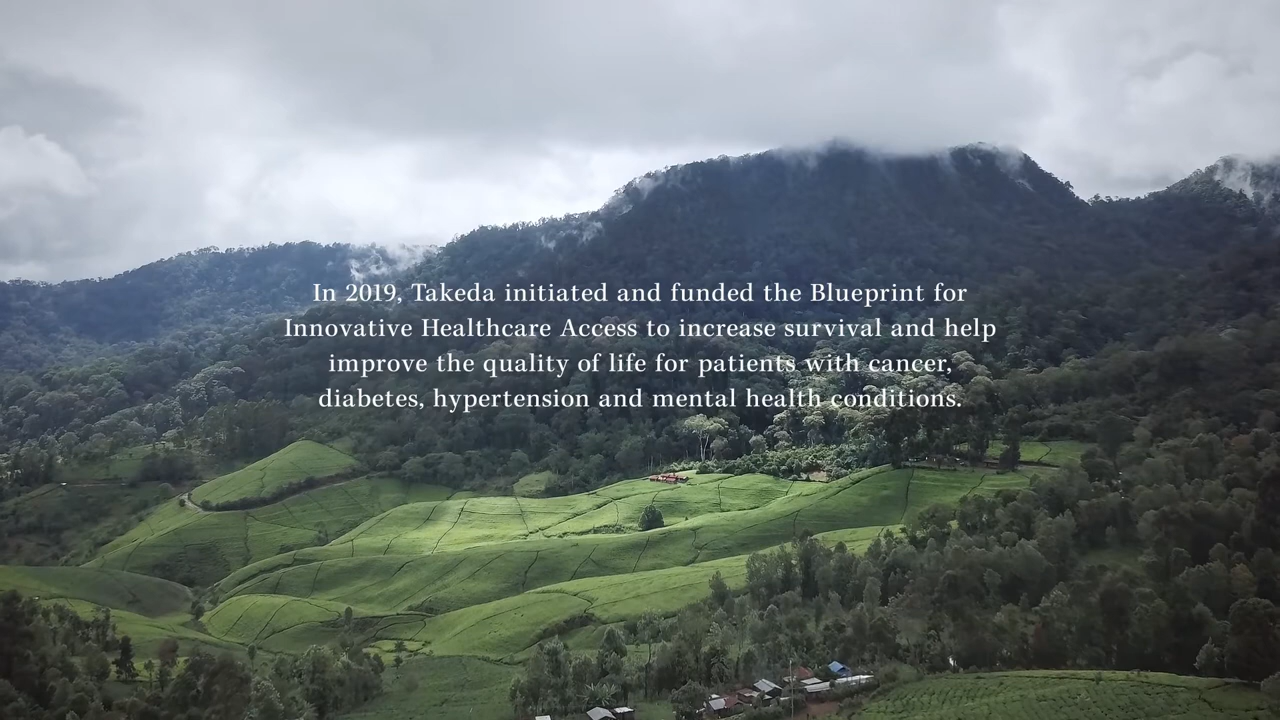 In 2019, Takeda initiated and funded the Blueprint for
Innovative Healthcare Access to increase survival and help
improve the quality of life for patients with cancer,
diabetes, hypertension and mental health conditions.